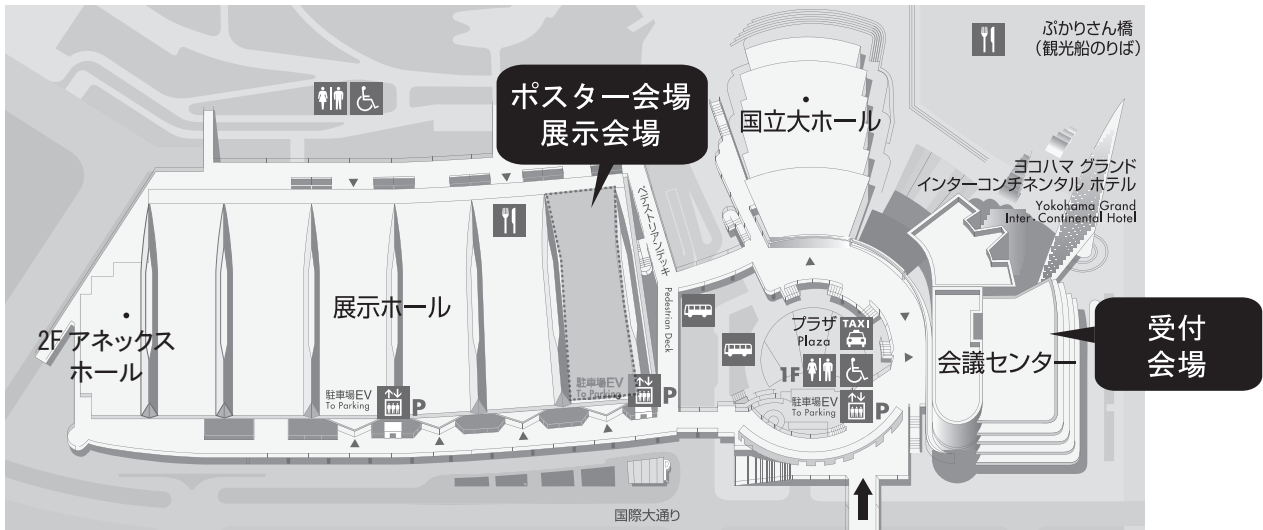 ぷかりさん橋
(観光船のりば)
ポスター会場
展示会場
国立大ホール
ヨコハマ グランド
インターコンチネンタル ホテル
Yokohama Grand
Inter・Continental Hotel
ペデストリアンデッキ
Pedestrian Deck
展示ホール
2F アネックス
ホール
プラザ
Plaza
TAXI
1F
会議センター
受付
会場
駐車場EV
To Parking
P
駐車場EV
To Parking
P
駐車場EV
To Parking
P
国際大通り